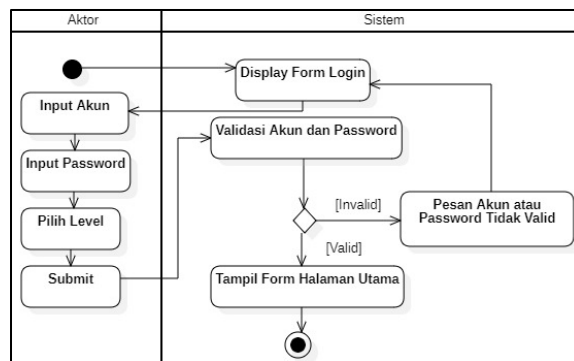 Aktor
Sistem
Display Form Login
Input Akun
Validasi Akun dan Password
Input Password
[Invalid]
Pesan Akun atau
Password Tidak Valid
Pilih Level
[Valid]
Submit
Tampil Form Halaman Utama